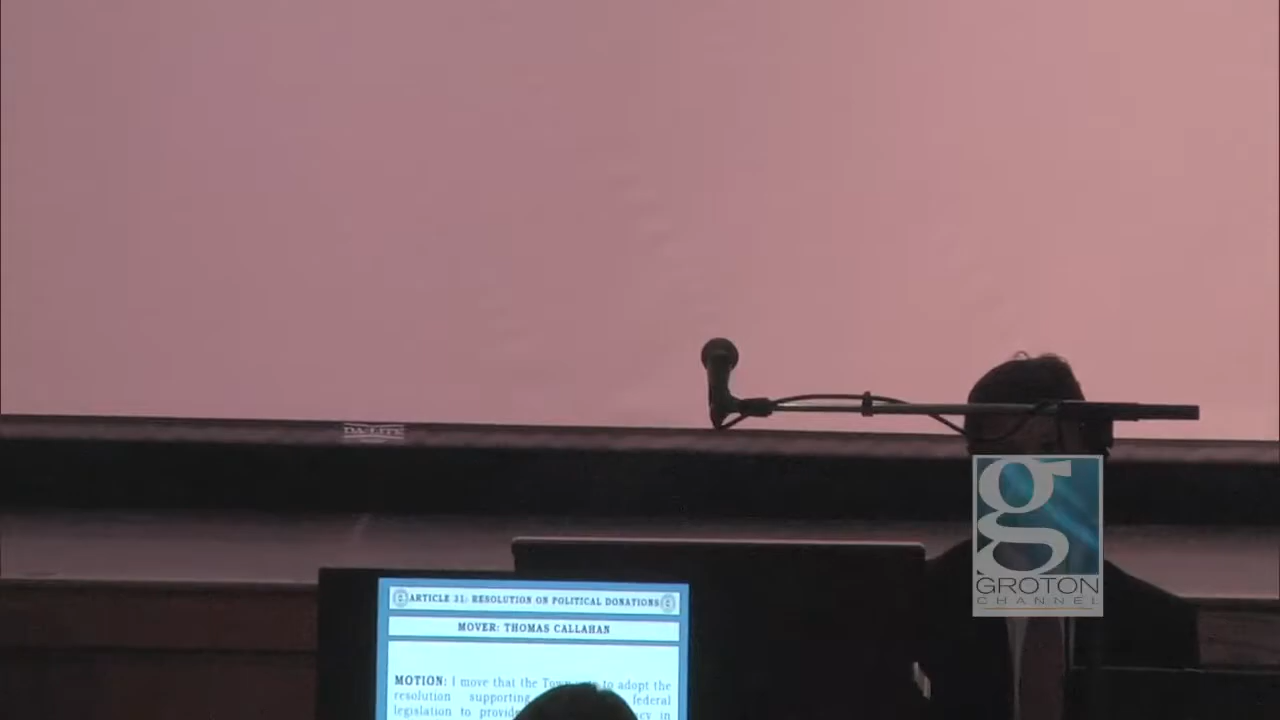 DA-LITE
GROTON
CHANNEL
ARTICLE 31: RESOLUTION ON POLITICAL DONATIONS
MOVER: THOMAS CALLAHAN
MOTION: I move that the Town to adopt the
resolution supporting federal
legislation to provide in